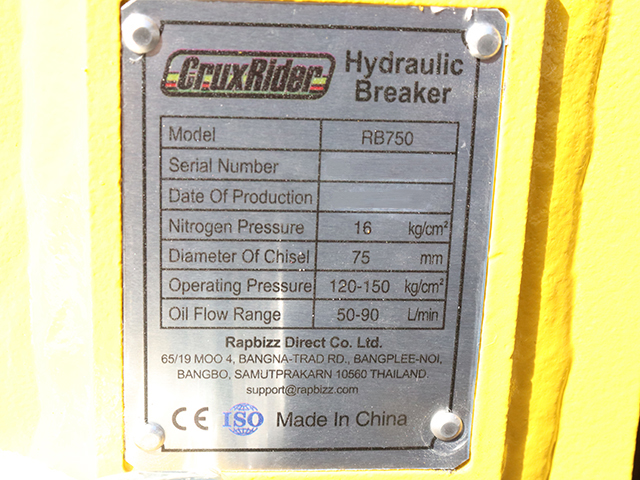 CruxRider
Hydraulic
Breaker
Model RB750
Serial Number
Date Of Production
Nitrogen Pressure 16 kg/cm²
Diameter Of Chisel 75 mm
Operating Pressure 120-150 kg/cm²
Oil Flow Range 50-90 L/min
Rapbizz Direct Co. Ltd.
65/19 MOO 4, BANGNA-TRAD RD., BANGPLEE-NOI,
BANGBO, SAMUTPRAKARN 10560 THAILAND
support@rapbizz.com
CE ISO Made In China